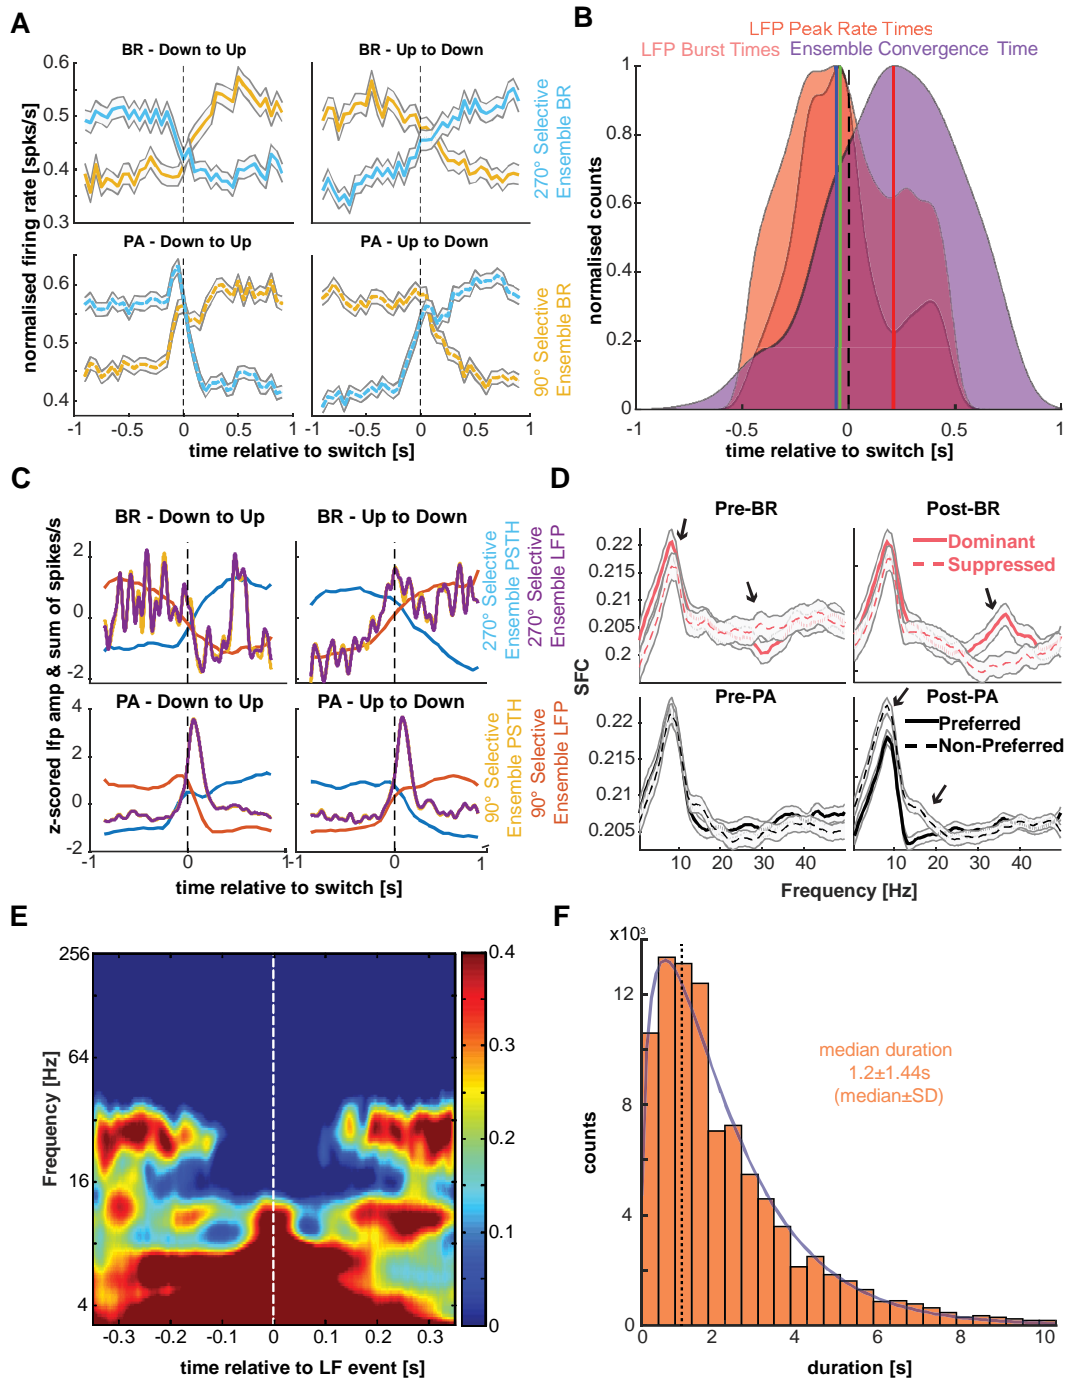 A
BR - Down to Up
BR - Up to Down
normalised firing rate [spks/s]
0.6
0.5
0.4
0.3
270° Selective
Ensemble BR
PA - Down to Up
PA - Up to Down
0.6
0.5
0.4
90° Selective
Ensemble BR
-1
-0.5
0
0.5
1
-1
-0.5
0
0.5
1
time relative to switch [s]
B
LFP Peak Rate Times
LFP Burst Times
Ensemble Convergence Time
normalised counts
1
0.8
0.6
0.4
0.2
0
-1
-0.5
0
0.5
1
time relative to switch [s]
C
BR - Down to Up
BR - Up to Down
z-scored lfp amp & sum of spikes/s
2
0
-2
270° Selective
Ensemble PSTH
270° Selective
Ensemble LFP
PA - Down to Up
PA - Up to Down
4
2
0
-2
90° Selective
Ensemble PSTH
90° Selective
Ensemble LFP
-1
0
-1
0
1
time relative to switch [s]
D
Pre-BR
Post-BR
Dominant
Suppressed
0.22
0.215
0.21
0.205
0.2
SFC
Pre-PA
Post-PA
Preferred
Non-Preferred
0.22
0.215
0.21
0.205
10
20
30
40
10
20
30
40
Frequency [Hz]
E
256
64
16
4
Frequency [Hz]
0.4
0.3
0.2
0.1
0
-0.3
-0.2
-0.1
0
0.1
0.2
0.3
time relative to LF event [s]
F
x10³
12
8
4
0
counts
median duration
1.2±1.44s
(median±SD)
0
2
4
6
8
10
duration [s]